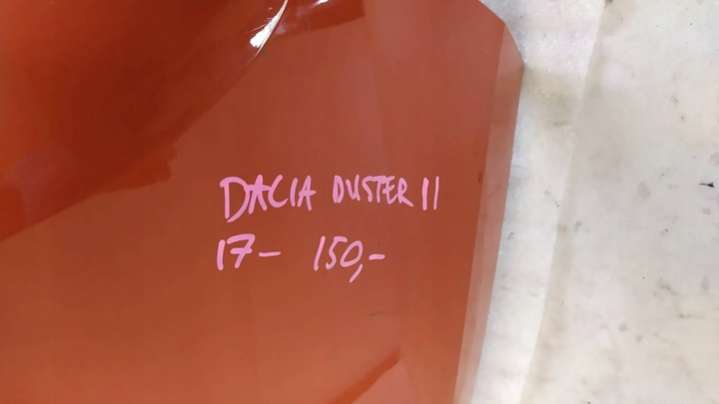 DACIA DUSTER II
17- 150,-